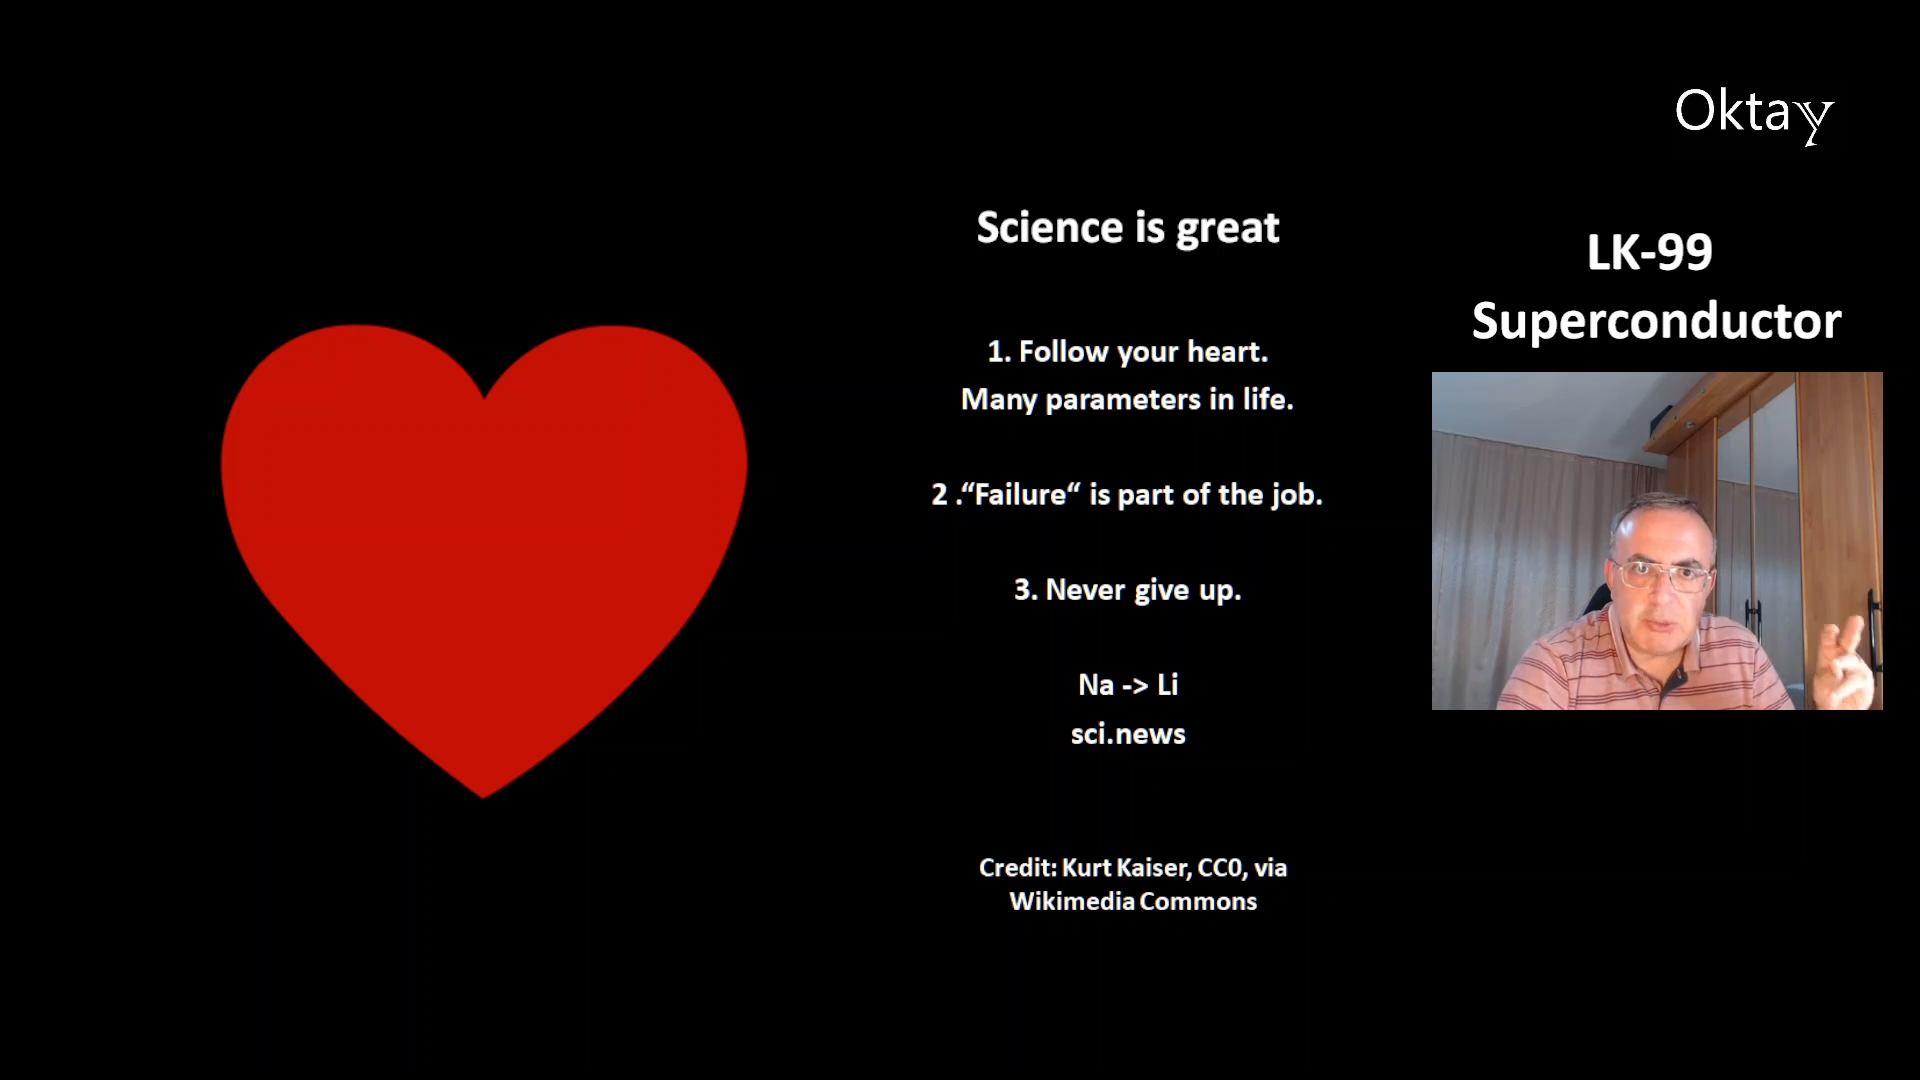 Oktay
Science is great
1. Follow your heart.
Many parameters in life.
2 .“Failure“ is part of the job.
3. Never give up.
Na -> Li
sci.news
Credit: Kurt Kaiser, CC0, via
Wikimedia Commons
LK-99
Superconductor